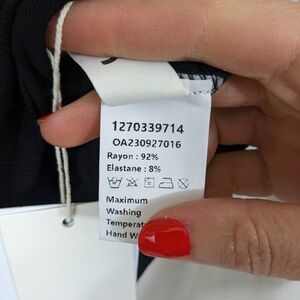 1270339714
OA230927016
Rayon : 92%
Elastane : 8%
Maximum
Washing
Temperat
Hand W